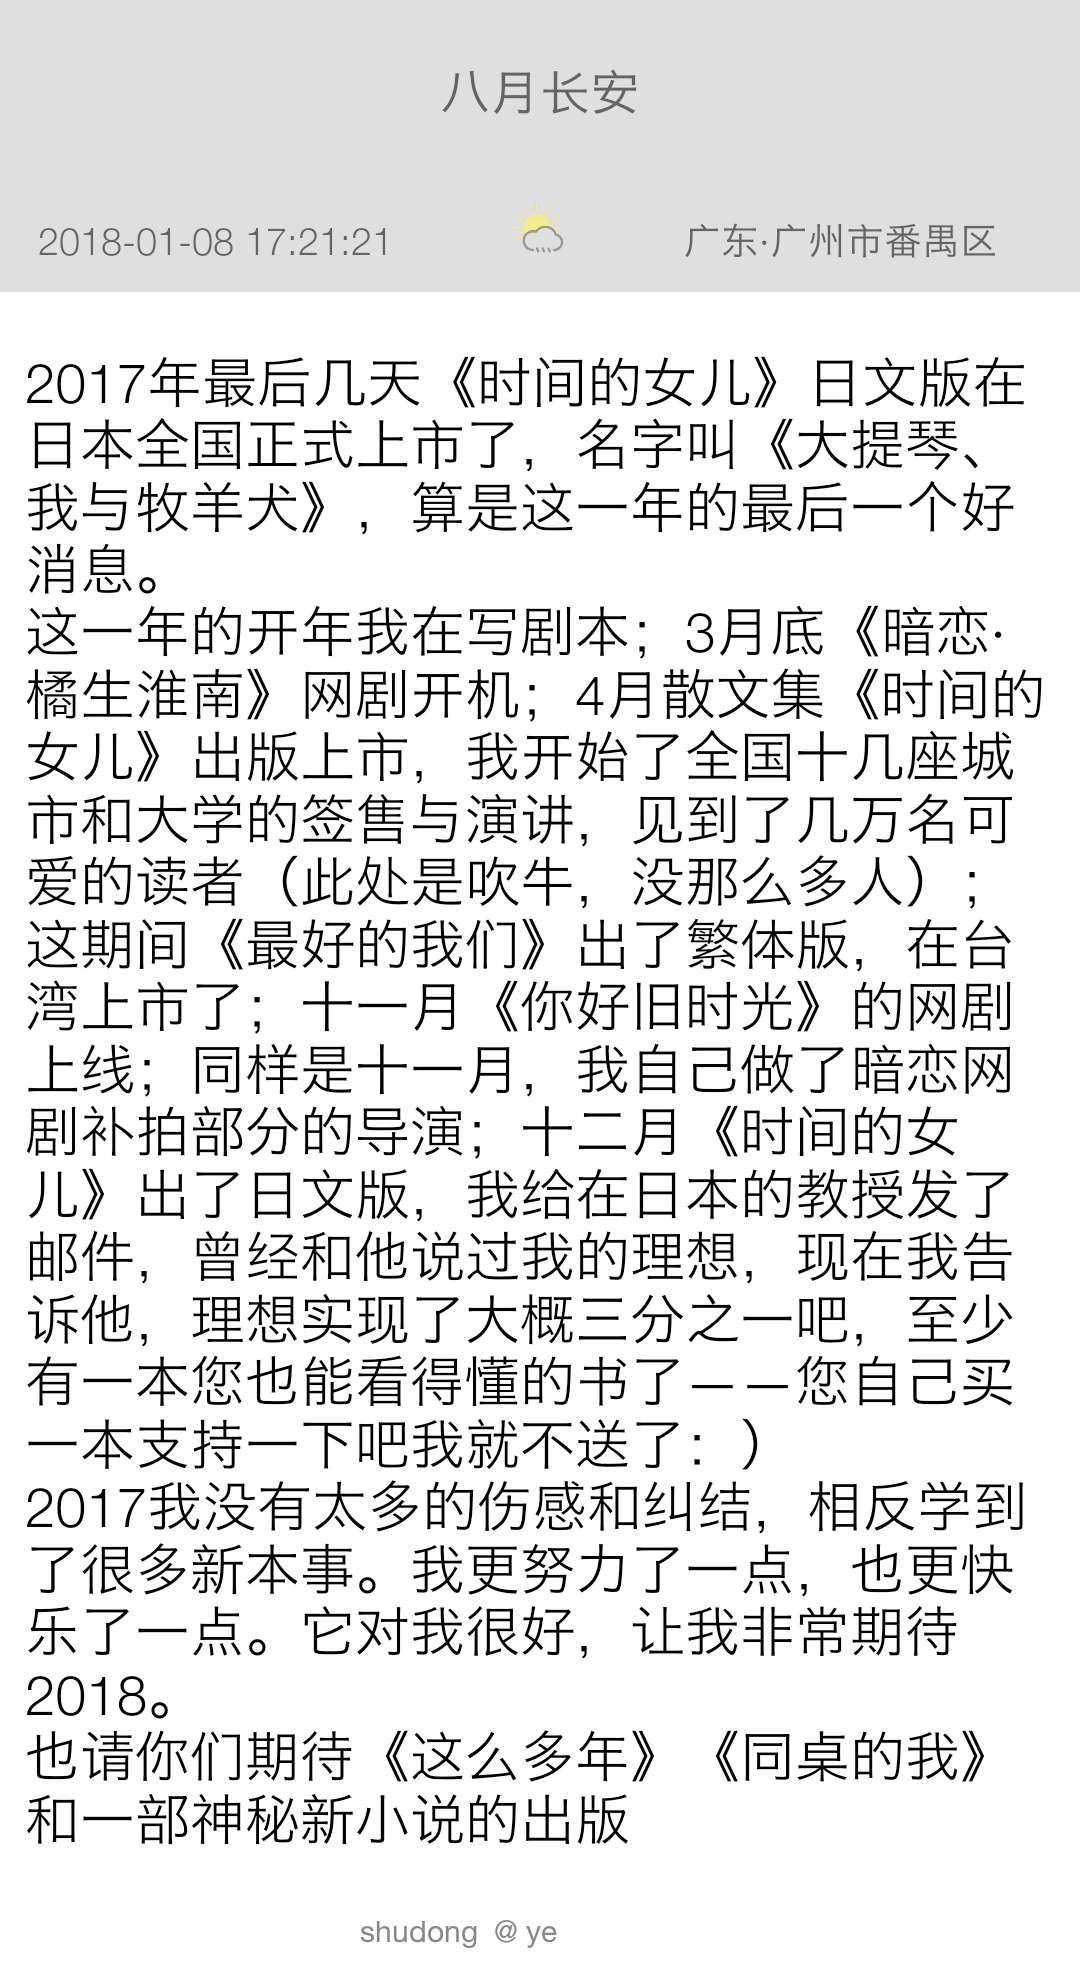 八月长安
2018-01-08 17:21:21 广东·广州市番禺区
2017年最后几天《时间的女儿》日文版在
日本全国正式上市了，名字叫《大提琴、
我与牧羊犬》，算是这一年的最后一个好
消息。
这一年的开年我在写剧本；3月底《暗恋·
橘生淮南》网剧开机；4月散文集《时间的
女儿》出版上市，我开始了全国十几座城
市和大学的签售与演讲，见到了几万名可
爱的读者（此处是吹牛，没那么多人）；
这期间《最好的我们》出了繁体版，在台
湾上市了；十一月《你好旧时光》的网剧
上线；同样是十一月，我自己做了暗恋网
剧补拍部分的导演；十二月《时间的女
儿》出了日文版，我给在日本的教授发了
邮件，曾经和他说过我的理想，现在我告
诉他，理想实现了大概三分之一吧，至少
有一本您也能看得懂的书了——您自己买
一本支持一下吧我就不送了：）
2017我没有太多的伤感和纠结，相反学到
了很多新本事。我更努力了一点，也更快
乐了一点。它对我很好，让我非常期待
2018。
也请你们期待《这么多年》《同桌的我》
和一部神秘新小说的出版
shudong @ ye